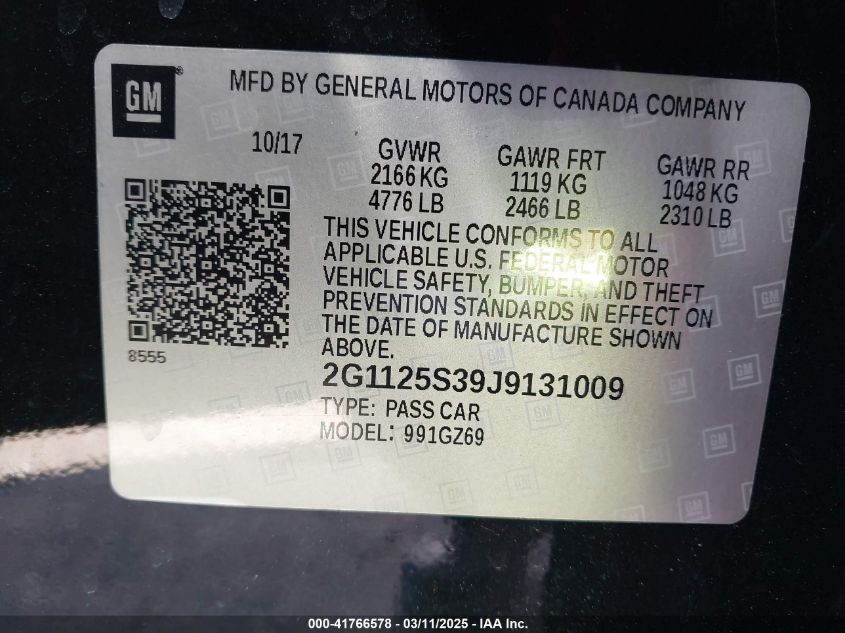 GM
MFD BY GENERAL MOTORS OF CANADA COMPANY
10/17
GVWR
2166 KG
4776 LB
GAWR FRT
1119 KG
2466 LB
GAWR RR
1048 KG
2310 LB
THIS VEHICLE CONFORMS TO ALL
APPLICABLE U.S. FEDERAL MOTOR
VEHICLE SAFETY, BUMPER, AND THEFT
PREVENTION STANDARDS IN EFFECT ON
THE DATE OF MANUFACTURE SHOWN
ABOVE.
8555
2G1125S39J9131009
TYPE: PASS CAR
MODEL: 991GZ69
000-41766578 - 03/11/2025 - IAA Inc.